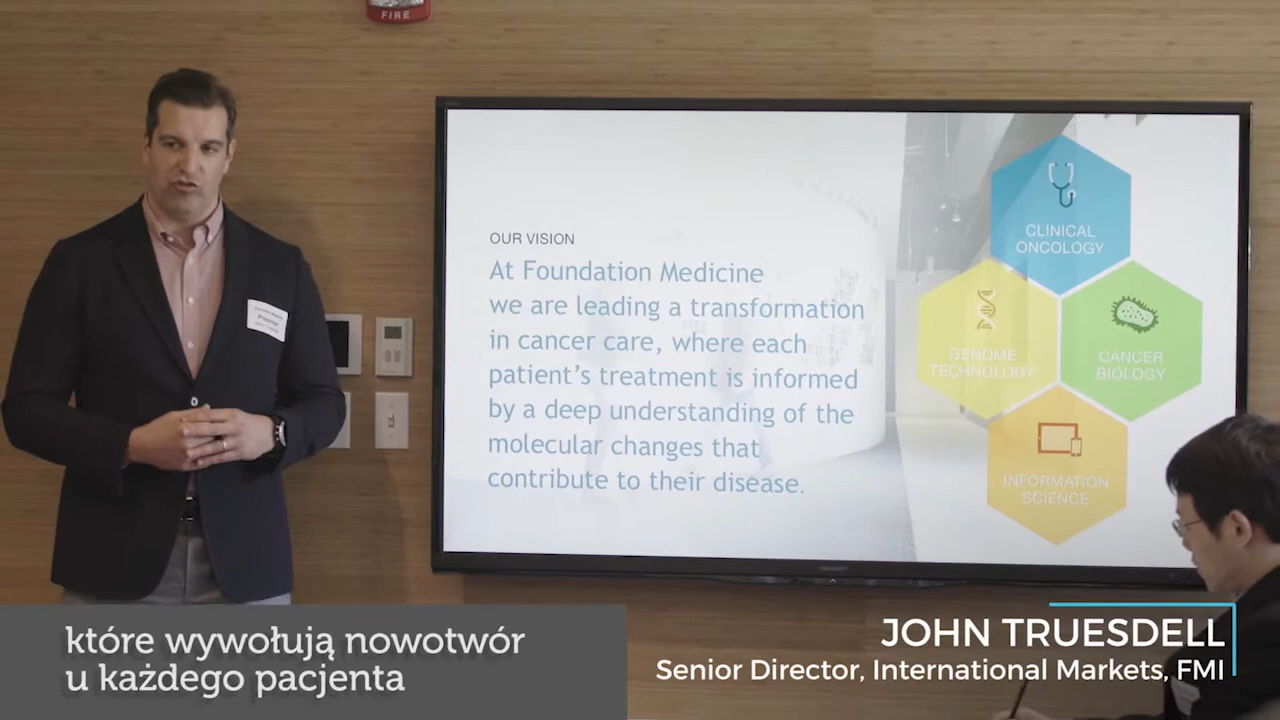 FIRE
OUR VISION
At Foundation Medicine
we are leading a transformation
in cancer care, where each
patient's treatment is informed
by a deep understanding of the
molecular changes that
contribute to their disease.
CLINICAL
ONCOLOGY
GENOME
TECHNOLOGY
CANCER
BIOLOGY
INFORMATION
SCIENCE
które wywołują nowotwór
u każdego pacjenta
JOHN TRUESDELL
Senior Director, International Markets, FMI